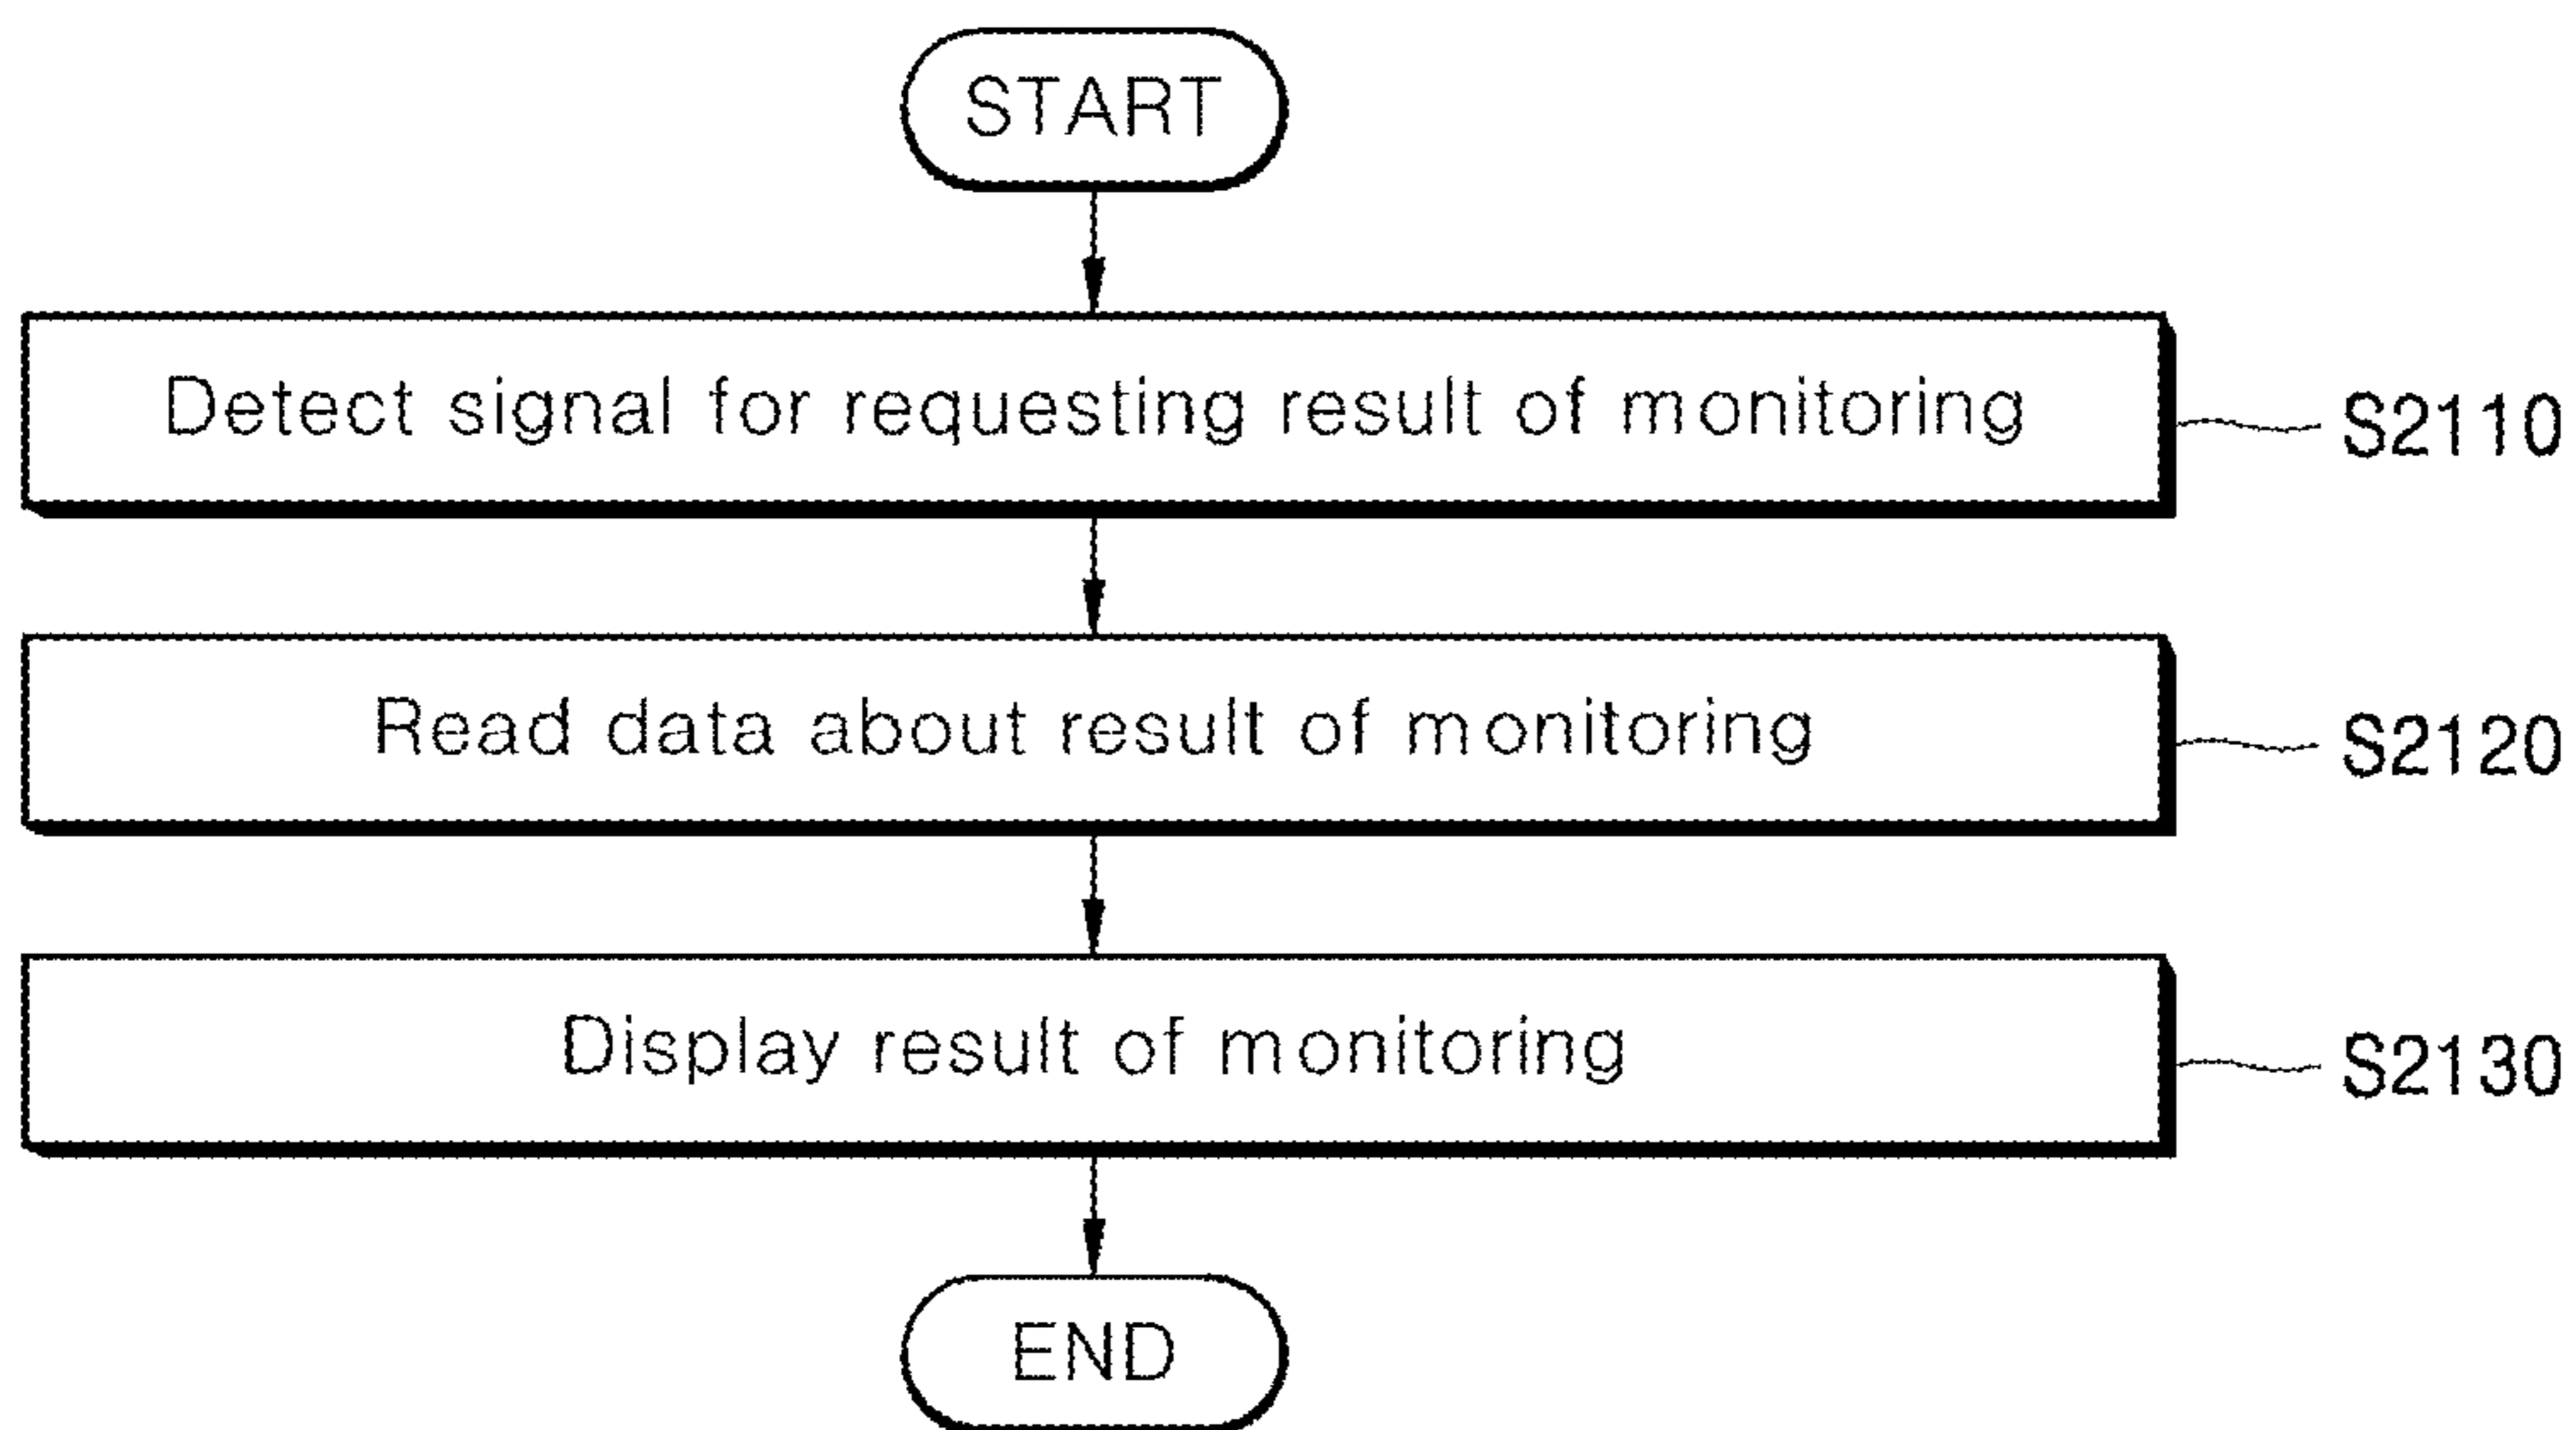 START
Detect signal for requesting result of monitoring
S2110
Read data about result of monitoring
S2120
Display result of monitoring
S2130
END